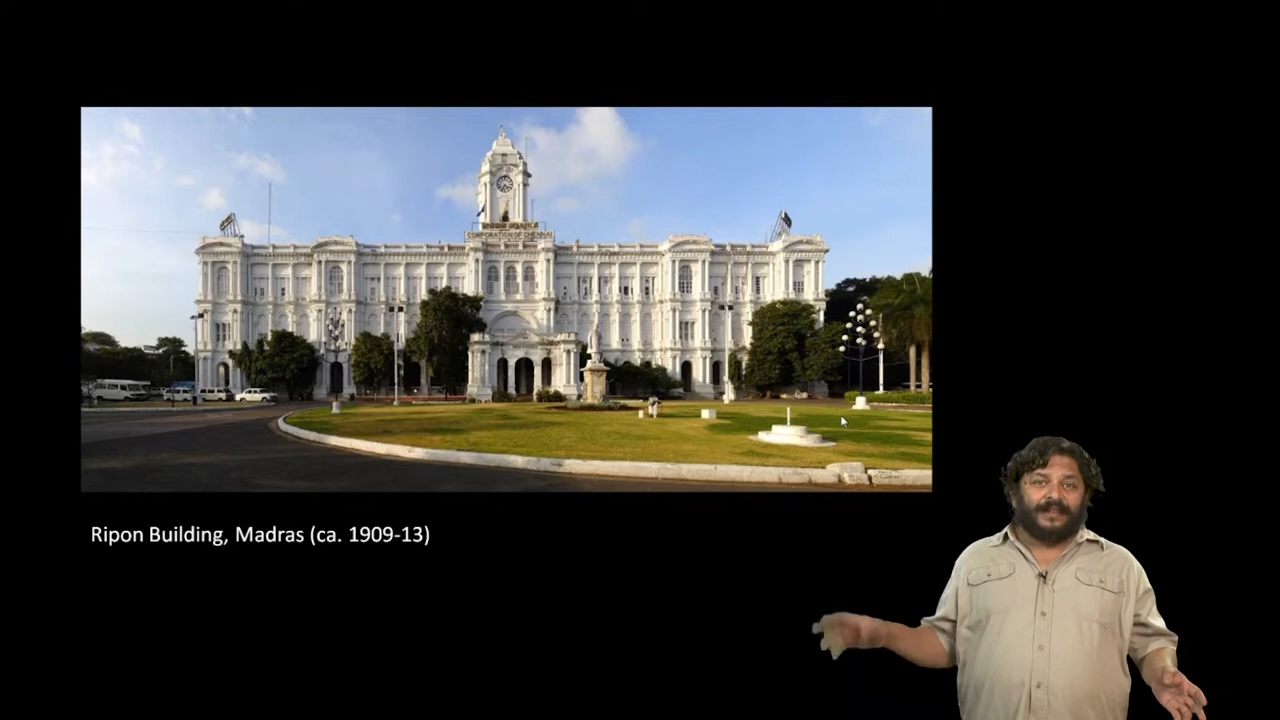 CORPORATION OF CHENNAI
Ripon Building, Madras (ca. 1909-13)